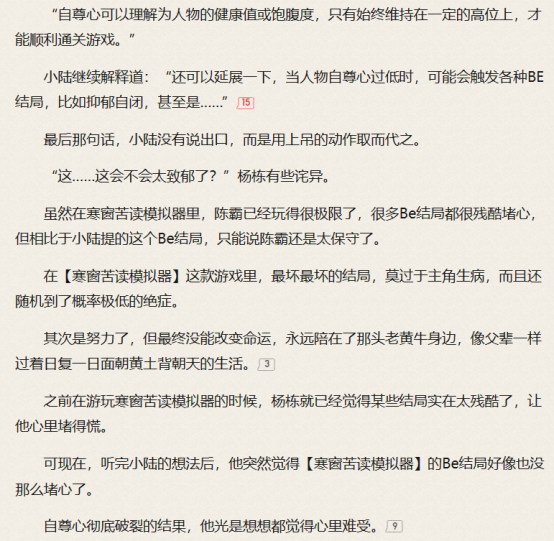 “自尊心可以理解为人物的健康值或饱腹度，只有始终维持在一定的高位上，才
能顺利通关游戏。”
小陆继续解释道：“还可以延展一下，当人物自尊心过低时，可能会触发各种BE
结局，比如抑郁自闭，甚至是……” 15
最后那句话，小陆没有说出口，而是用上吊的动作取而代之。
“这……这会不会太致郁了？”杨栋有些诧异。
虽然在寒窗苦读模拟器里，陈霸已经玩得很极限了，很多Be结局都很残酷堵心，
但相比于小陆提的这个Be结局，只能说陈霸还是太保守了。
在【寒窗苦读模拟器】这款游戏里，最坏最坏的结局，莫过于主角生病，而且还
随机到了概率极低的绝症。
其次是努力了，但最终没能改变命运，永远陪在了那头老黄牛身边，像父辈一样
过着日复一日面朝黄土背朝天的生活。 3
之前在游玩寒窗苦读模拟器的时候，杨栋就已经觉得某些结局实在太残酷了，让
他心里堵得慌。
可现在，听完小陆的想法后，他突然觉得【寒窗苦读模拟器】的Be结局好像也没
那么堵心了。
自尊心彻底破裂的结果，他光是想想都觉得心里难受。 9